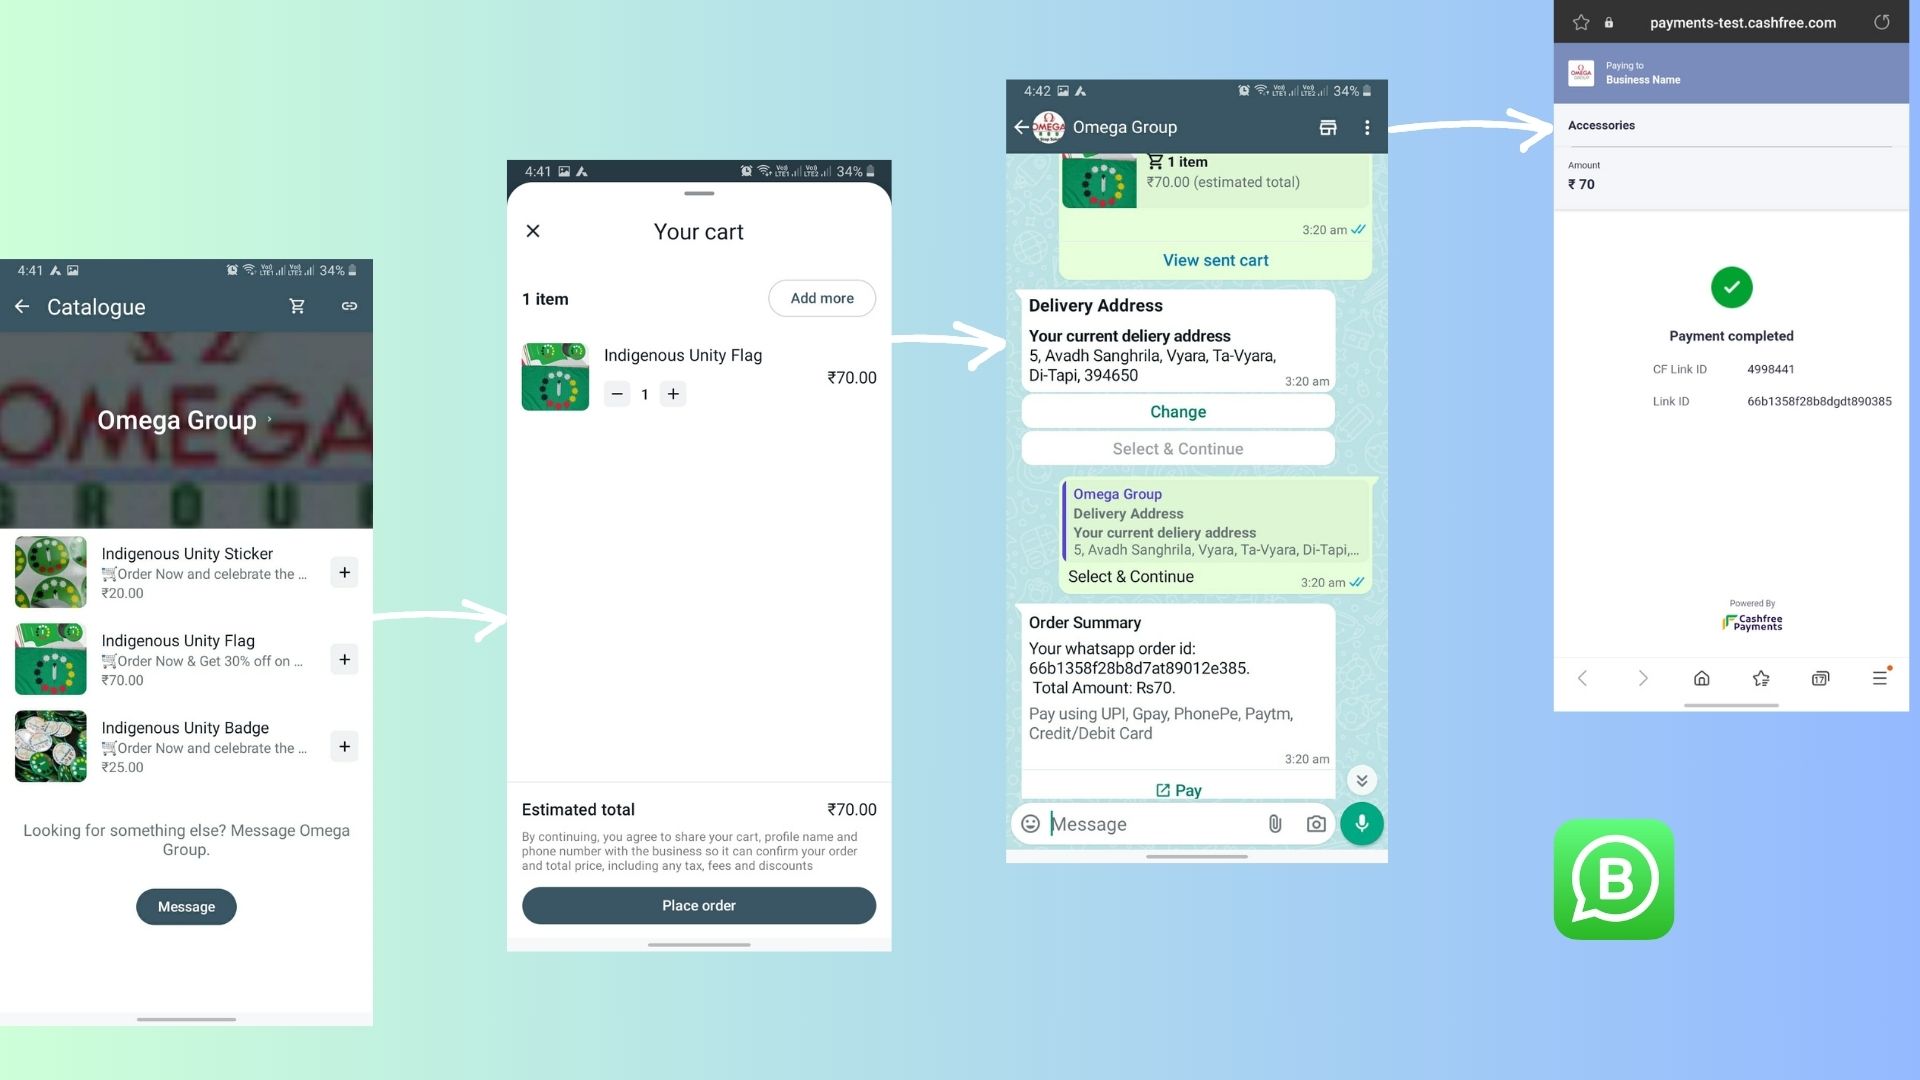 4:41
34%
Catalogue
OMEGA
GROU
Omega Group
Indigenous Unity Sticker
🛒Order Now and celebrate the ...
₹20.00
Indigenous Unity Flag
🛒Order Now & Get 30% off on ...
₹70.00
Indigenous Unity Badge
🛒Order Now and celebrate the ...
₹25.00
Looking for something else? Message Omega
Group.
Message
4:41
34%
Your cart
1 item
Add more
Indigenous Unity Flag
₹70.00
1
Estimated total
₹70.00
By continuing, you agree to share your cart, profile name and
phone number with the business so it can confirm your order
and total price, including any tax, fees and discounts
Place order
4:42
34%
OMEGA
Omega Group
1 item
₹70.00 (estimated total)
3:20 am
View sent cart
Delivery Address
Your current deliery address
5, Avadh Sanghrila, Vyara, Ta-Vyara,
Di-Tapi, 394650
3:20 am
Change
Select & Continue
Omega Group
Delivery Address
Your current deliery address
5, Avadh Sanghrila, Vyara, Ta-Vyara, Di-Tapi,...
Select & Continue
3:20 am
Order Summary
Your whatsapp order id:
66b1358f28b8d7at89012e385.
Total Amount: Rs70.
Pay using UPI, Gpay, PhonePe, Paytm,
Credit/Debit Card
3:20 am
Pay
Message
payments-test.cashfree.com
OMEGA
Paying to
Business Name
Accessories
Amount
₹ 70
Payment completed
CF Link ID 4998441
Link ID 66b1358f28b8dgdt890385
Powered By
Cashfree
Payments
17
B